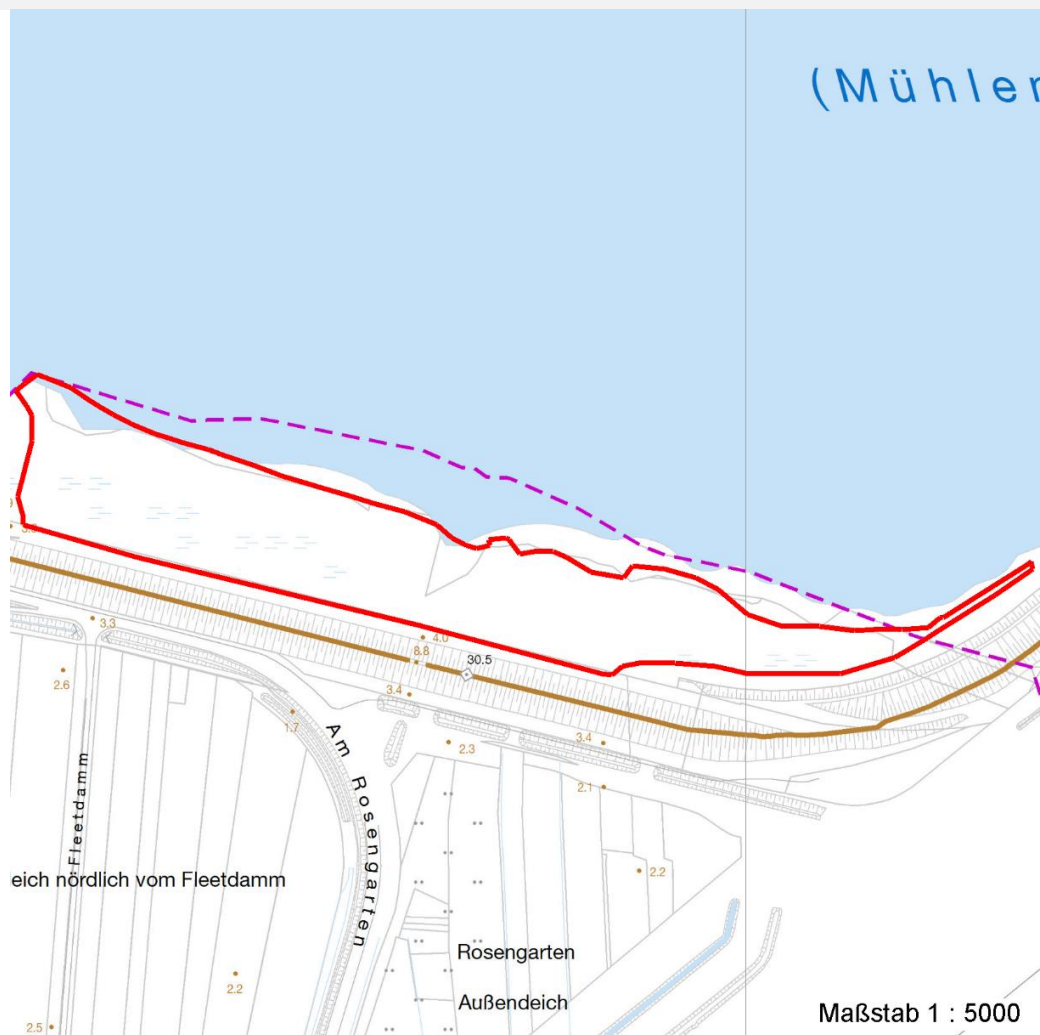 (Mühler
3.3
4.0
8.8
30.5
2.6
3.4
1.7
2.3
3.4
2.1
Am Rosengarten
Fleetdamm
2.2
eich nördlich vom Fleetdamm
Rosengarten
2.2
Außendeich
Maßstab 1 : 5000
2.5